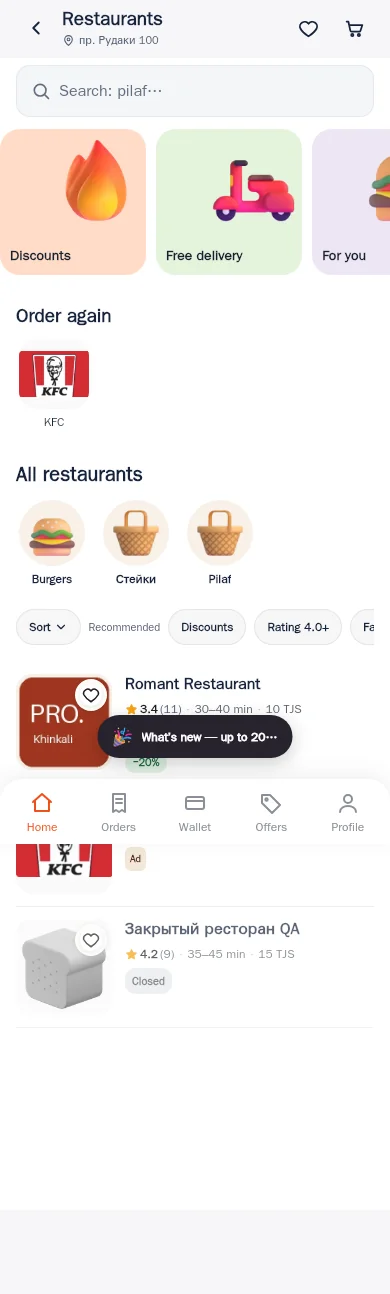 Restaurants
пр. Рудаки 100
Search: pilaf···
Discounts
Free delivery
For you
Order again
KFC
KFC
All restaurants
Burgers
Стейки
Pilaf
Sort
Recommended
Discounts
Rating 4.0+
Fa
PRO.
Khinkali
Romant Restaurant
3.4 (11) · 30–40 min · 10 TJS
What's new — up to 20···
−20%
Home
Orders
Wallet
Offers
Profile
KFC
Ad
Закрытый ресторан QA
4.2 (9) · 35–45 min · 15 TJS
Closed